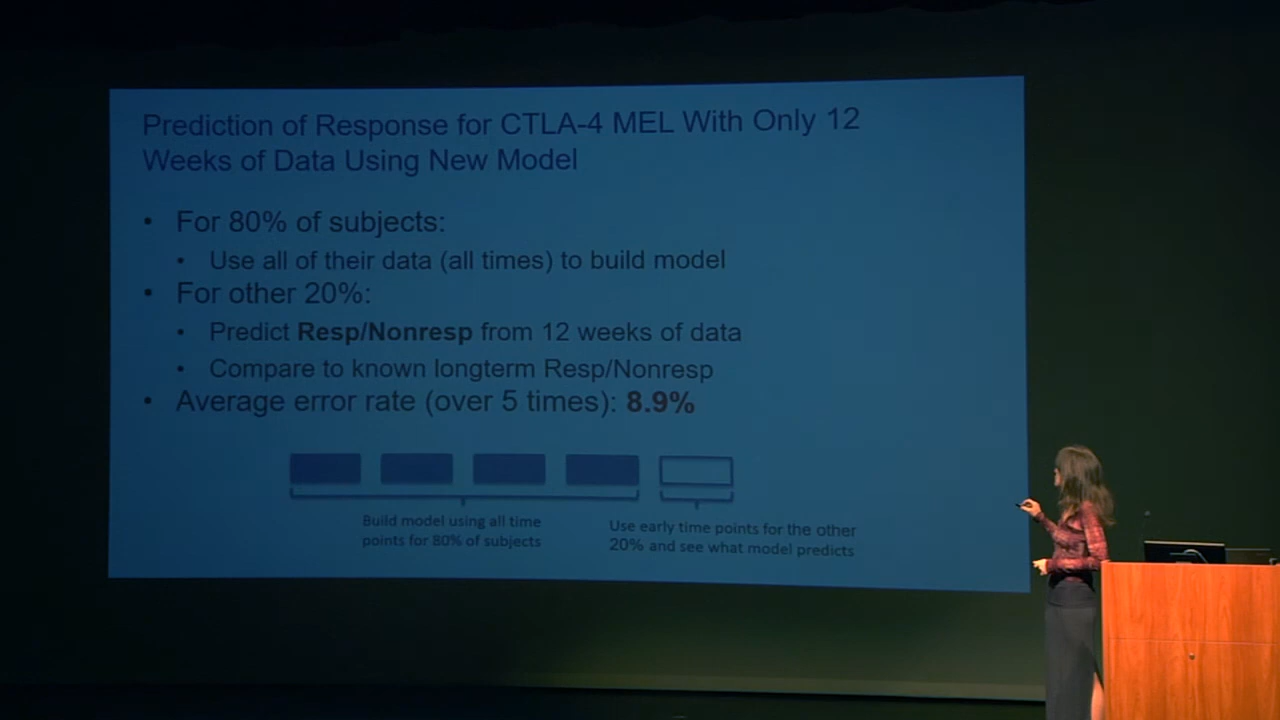 Prediction of Response for CTLA-4 MEL With Only 12
Weeks of Data Using New Model
• For 80% of subjects:
• Use all of their data (all times) to build model
• For other 20%:
• Predict Resp/Nonresp from 12 weeks of data
• Compare to known longterm Resp/Nonresp
• Average error rate (over 5 times): 8.9%
Build model using all time
points for 80% of subjects
Use early time points for the other
20% and see what model predicts